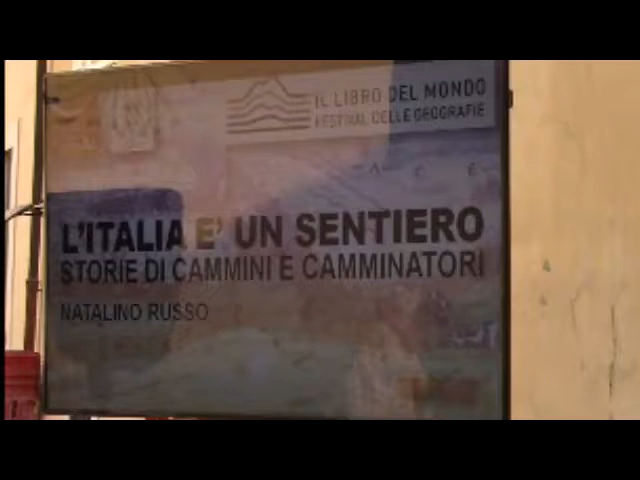 IL LIBRO DEL MONDO
FESTIVAL DELLE GEOGRAFIE
L'ITALIA E' UN SENTIERO
STORIE DI CAMMINI E CAMMINATORI
NATALINO RUSSO